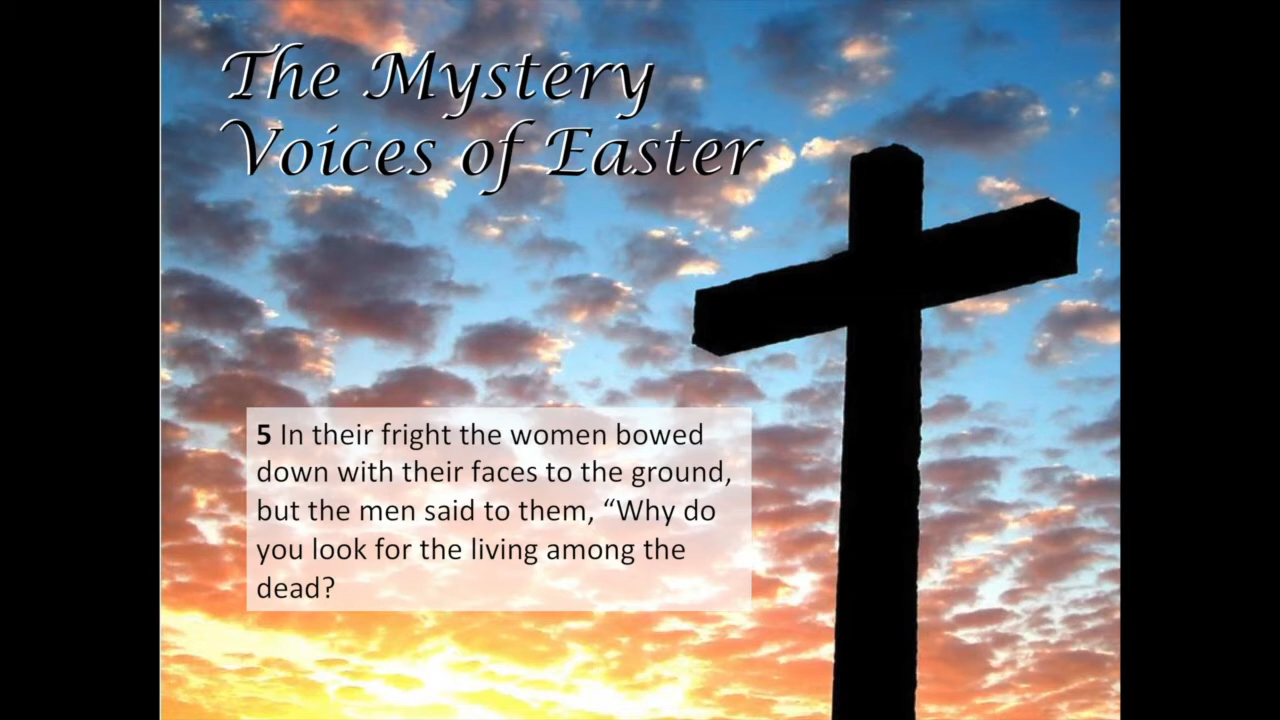 The Mystery
Voices of Easter
5 In their fright the women bowed
down with their faces to the ground,
but the men said to them, “Why do
you look for the living among the
dead?